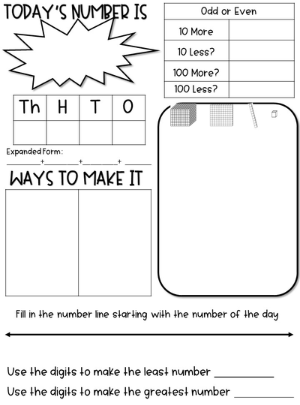 TODAY'S NUMBER IS
Odd or Even
10 More
10 Less?
100 More?
100 Less?
Th H T O
Expanded Form:
_______+_______+_______+ _______
WAYS TO MAKE IT
Fill in the number line starting with the number of the day
Use the digits to make the least number __________
Use the digits to make the greatest number __________